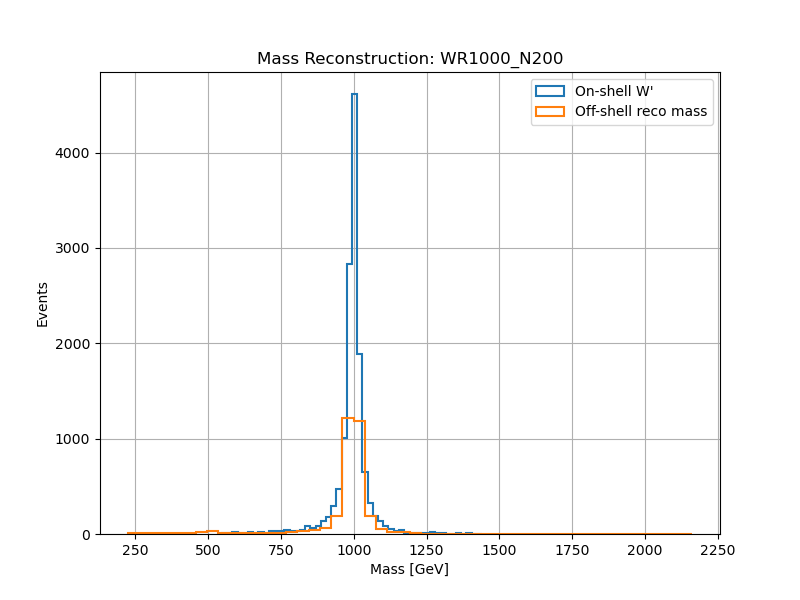 Mass Reconstruction: WR1000_N200
On-shell W'
Off-shell reco mass
Events
4000
3000
2000
1000
0
250 500 750 1000 1250 1500 1750 2000 2250
Mass [GeV]